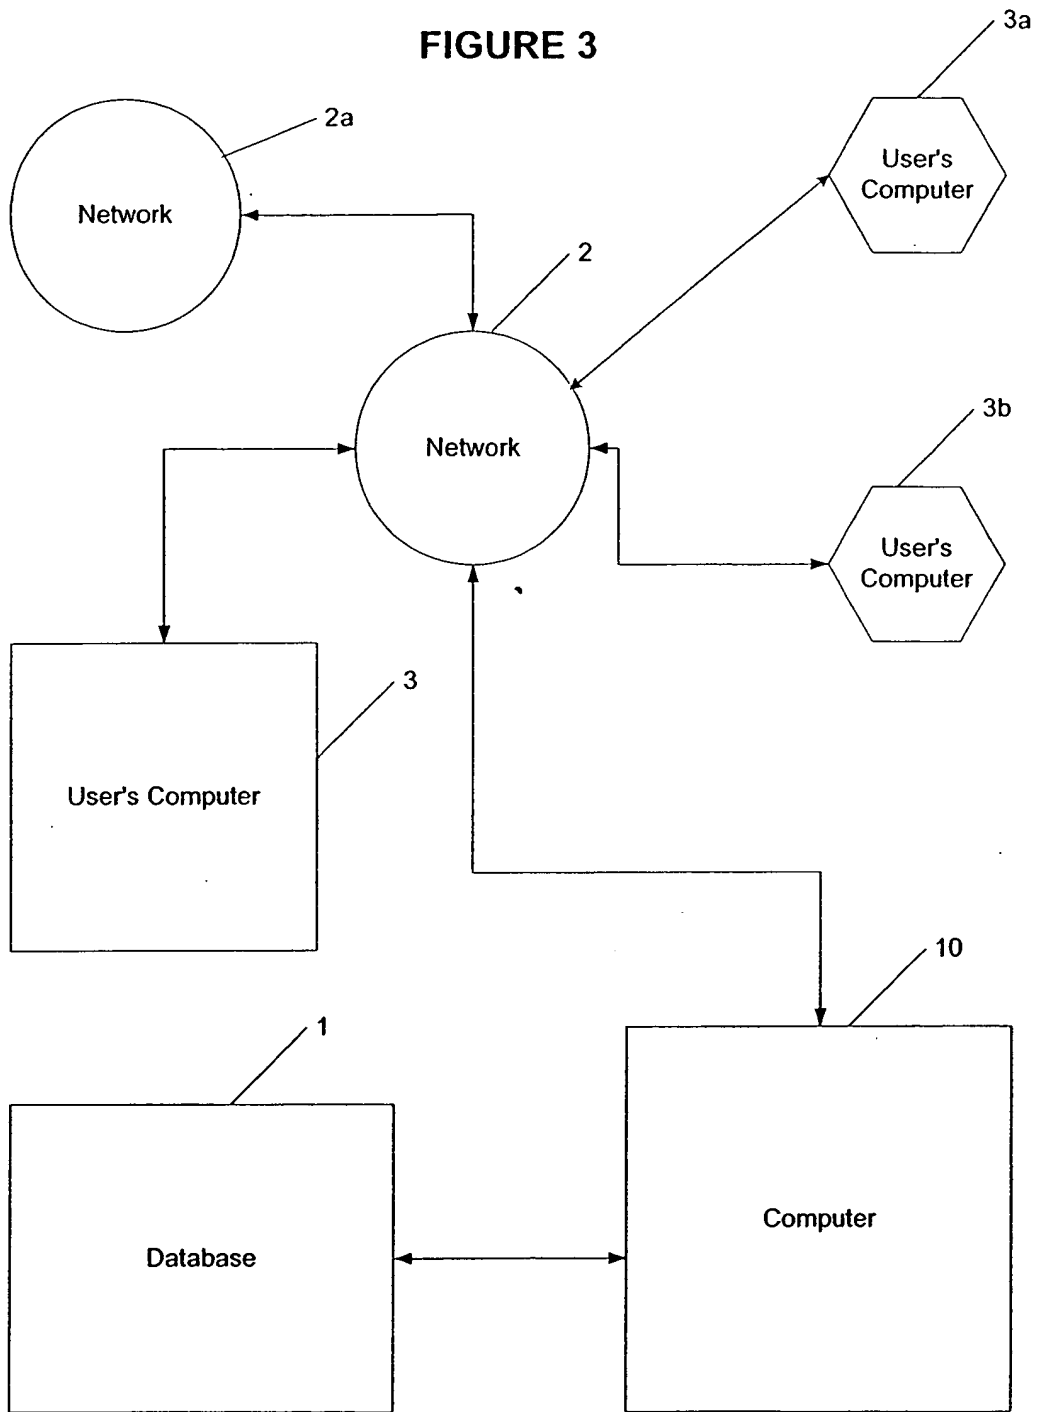 FIGURE 3
3a
2a
User's
Computer
Network
2
3b
Network
User's
Computer
3
User's Computer
10
1
Computer
Database